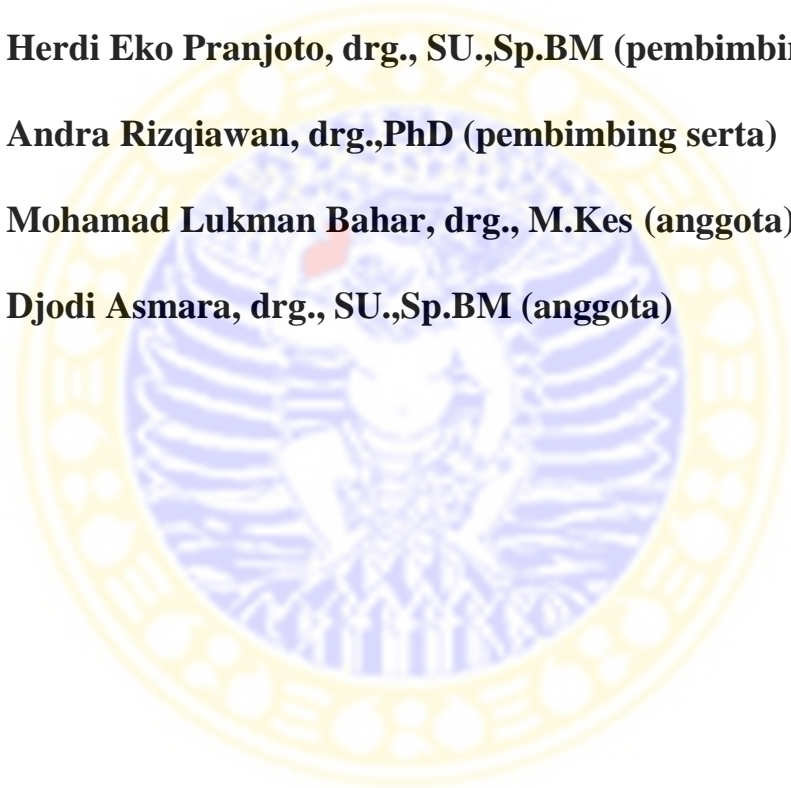 Herdi Eko Pranjoto, drg., SU.,Sp.BM
Andra Rizqiawan, drg.,PhD (pembimbing serta)
Mohamad Lukman Bahar, drg., M.Kes (anggota)
Djodi Asmara, drg., SU.,Sp.BM (anggota)